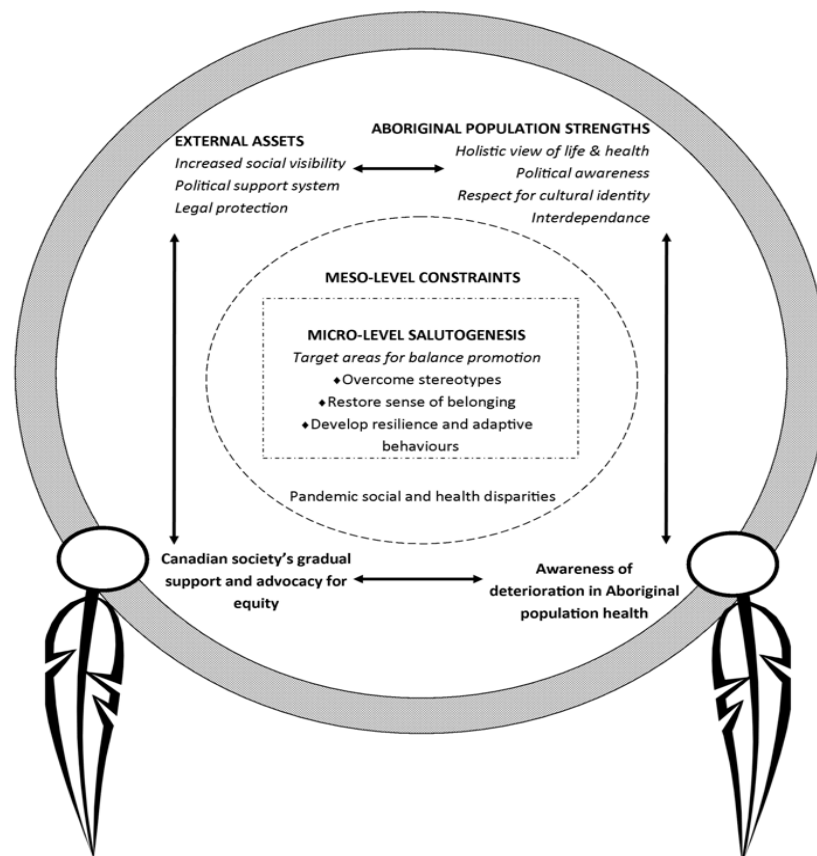 EXTERNAL ASSETS
Increased social visibility
Political support system
Legal protection
ABORIGINAL POPULATION STRENGTHS
Holistic view of life & health
Political awareness
Respect for cultural identity
Interdependance
MESO-LEVEL CONSTRAINTS
MICRO-LEVEL SALUTOGENESIS
Target areas for balance promotion
◆Overcome stereotypes
◆Restore sense of belonging
◆Develop resilience and adaptive
behaviours
Pandemic social and health disparities
Canadian society's gradual
support and advocacy for
equity
Awareness of
deterioration in Aboriginal
population health